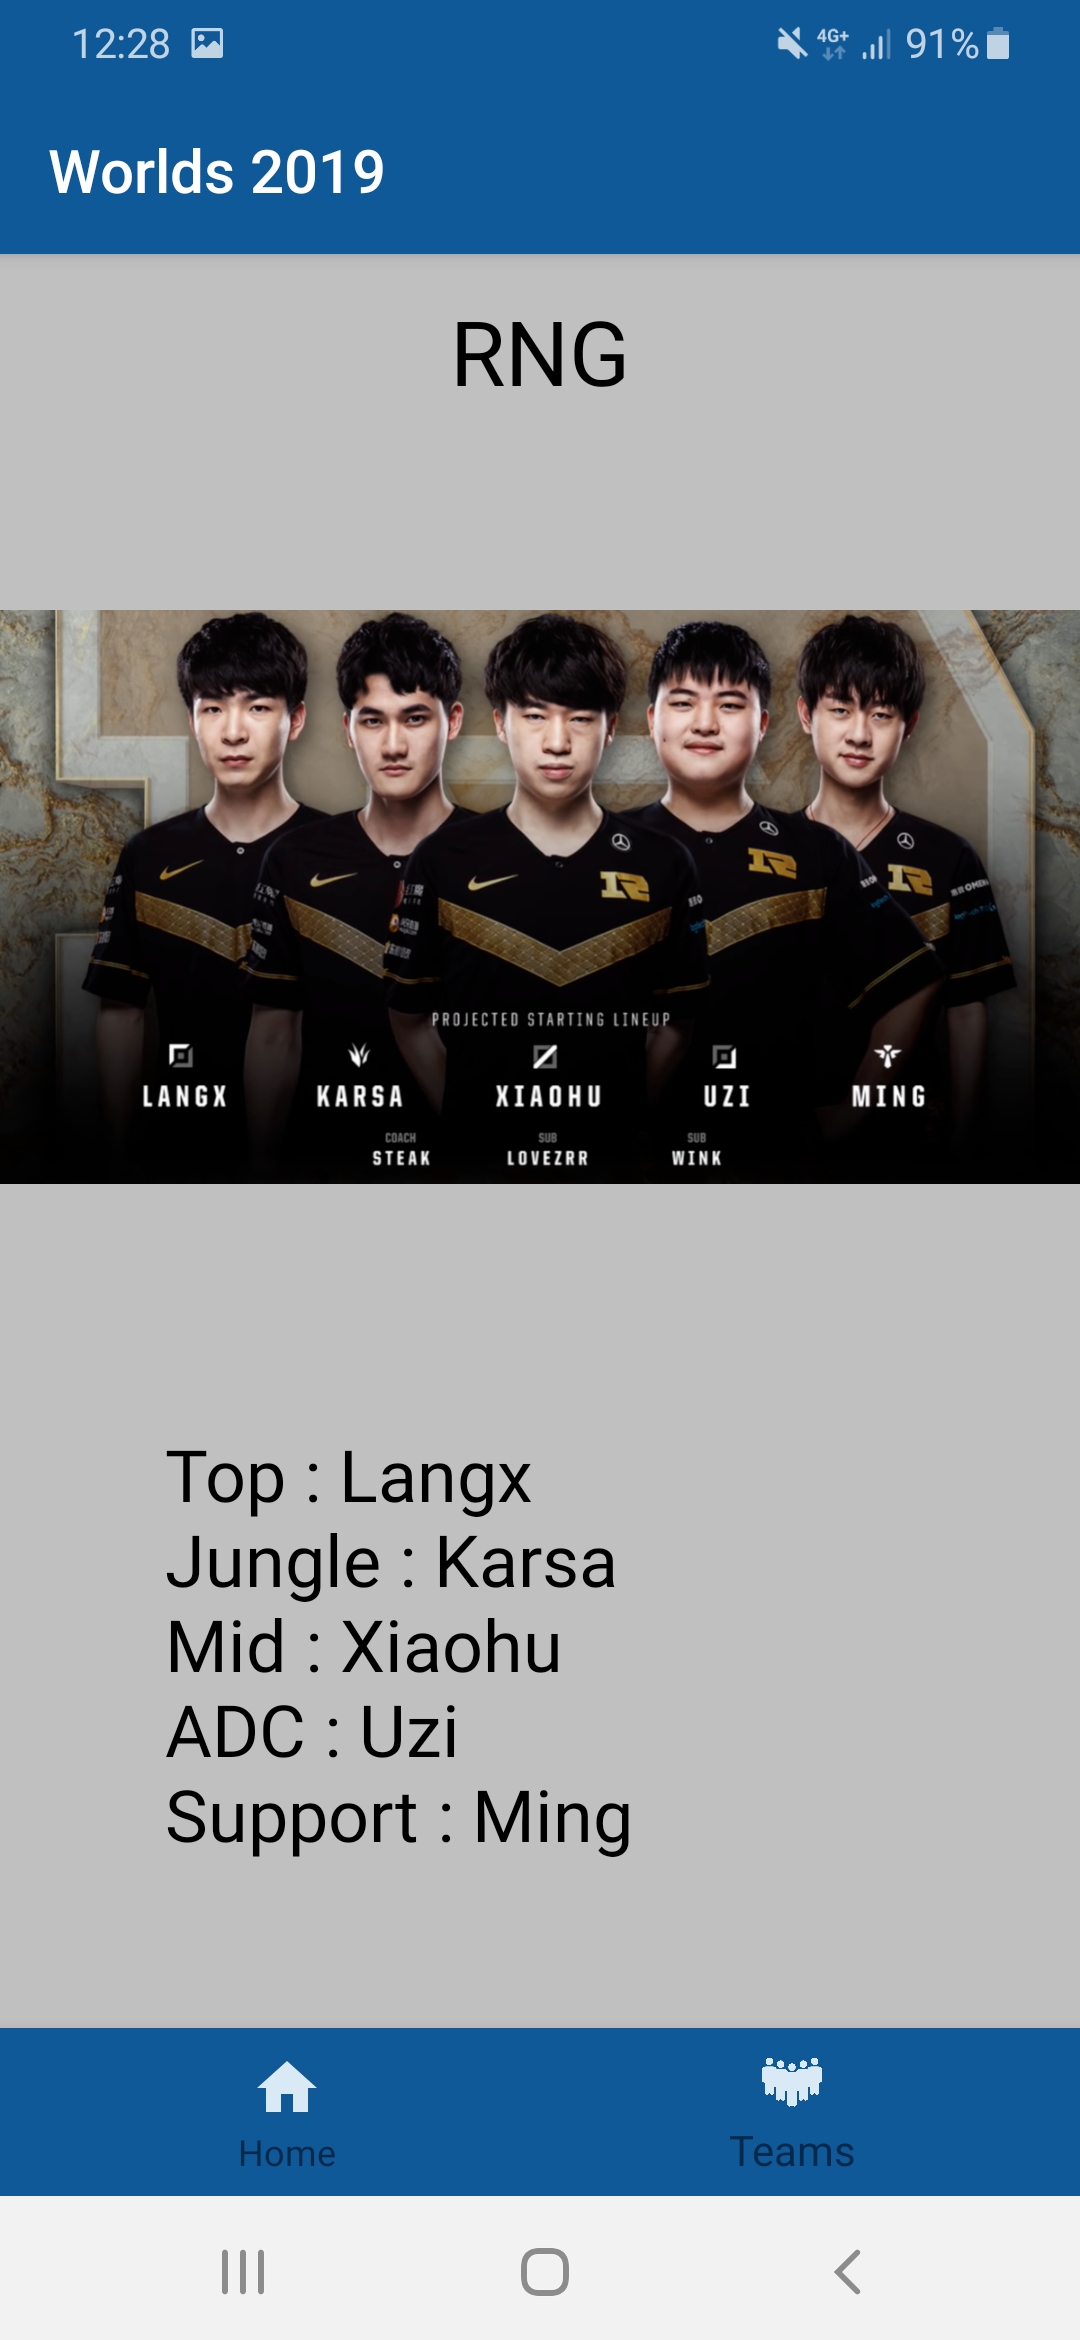 12:28 4G+ 91%
Worlds 2019
RNG
PROJECTED STARTING LINEUP
LANGX KARSA XIAOHU UZI MING
COACH SUB SUB
STEAK LOVEZRR WINK
Top : Langx
Jungle : Karsa
Mid : Xiaohu
ADC : Uzi
Support : Ming
Home Teams